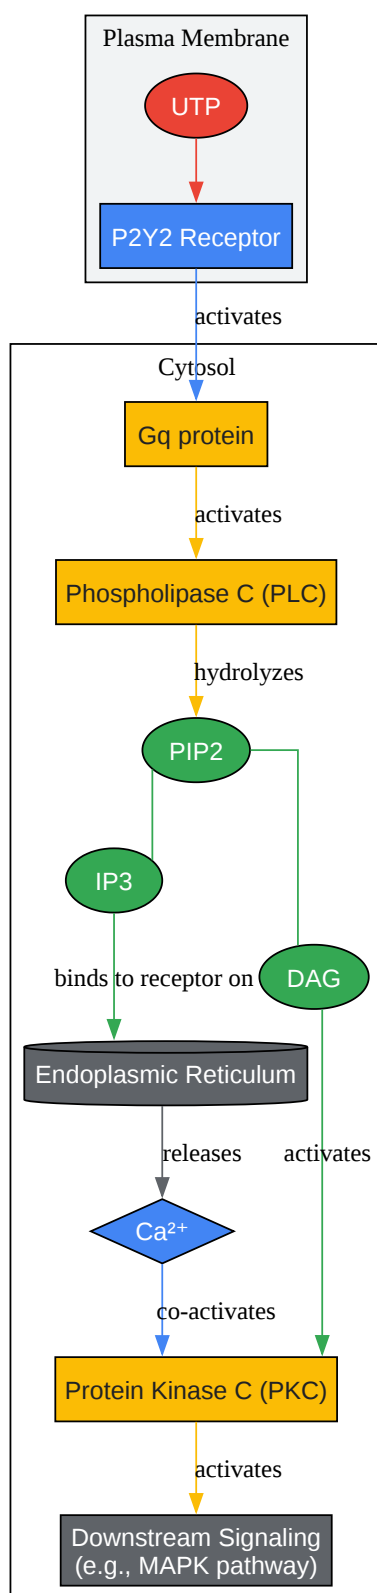 Plasma Membrane
UTP
P2Y2 Receptor
activates
Cytosol
Gq protein
activates
Phospholipase C (PLC)
hydrolyzes
PIP2
IP3
binds to receptor on
DAG
Endoplasmic Reticulum
releases
activates
Ca²⁺
co-activates
Protein Kinase C (PKC)
activates
Downstream Signaling
(e.g., MAPK pathway)